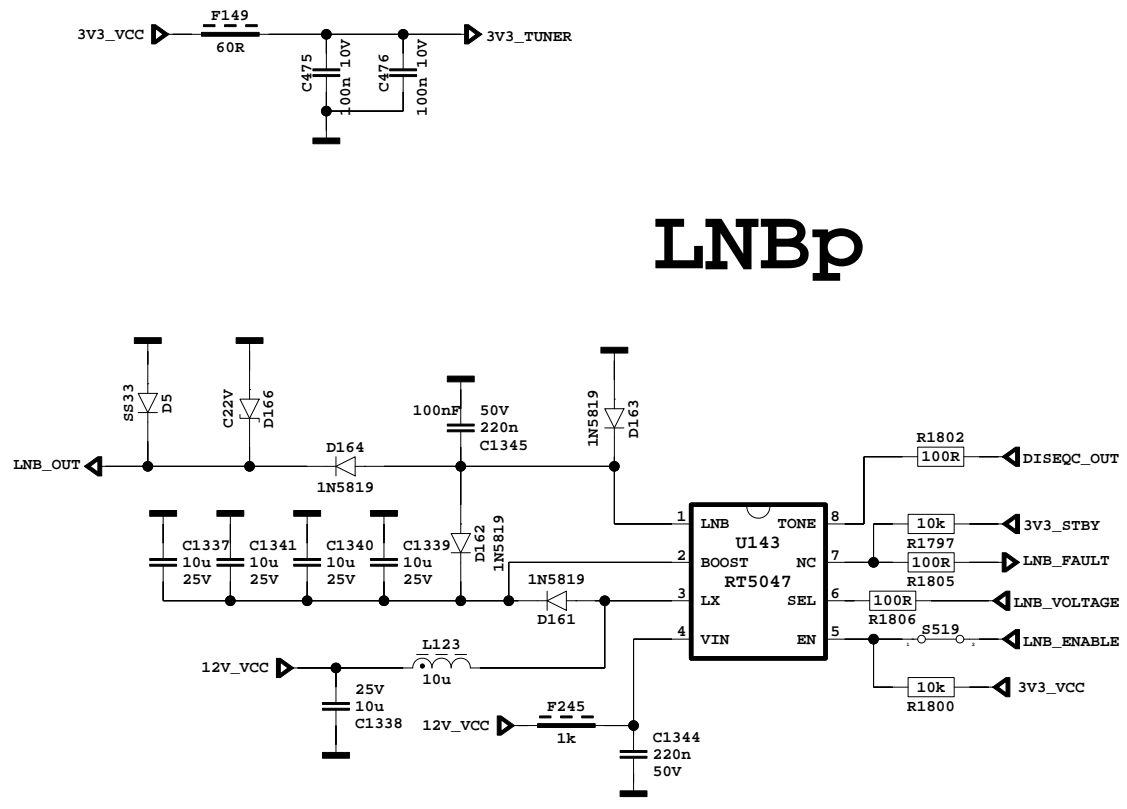 F149
3V3_VCC
60R
3V3_TUNER
C475
100n 10V
C476
100n 10V
LNBp
SS33
D5
C22V
D166
100nF
50V
220n
C1345
1N5819
D163
LNB_OUT
D164
1N5819
R1802
100R
DISEQC_OUT
C1337
10u
25V
C1341
10u
25V
C1340
10u
25V
C1339
10u
25V
D162
1N5819
1N5819
D161
1
2
3
4
LNB
BOOST
LX
VIN
U143
RT5047
TONE
NC
SEL
EN
8
7
6
5
10k
3V3_STBY
R1797
100R
LNB_FAULT
R1805
100R
LNB_VOLTAGE
R1806
S519
1
2
LNB_ENABLE
10k
3V3_VCC
R1800
L123
12V_VCC
10u
25V
10u
C1338
F245
12V_VCC
1k
C1344
220n
50V